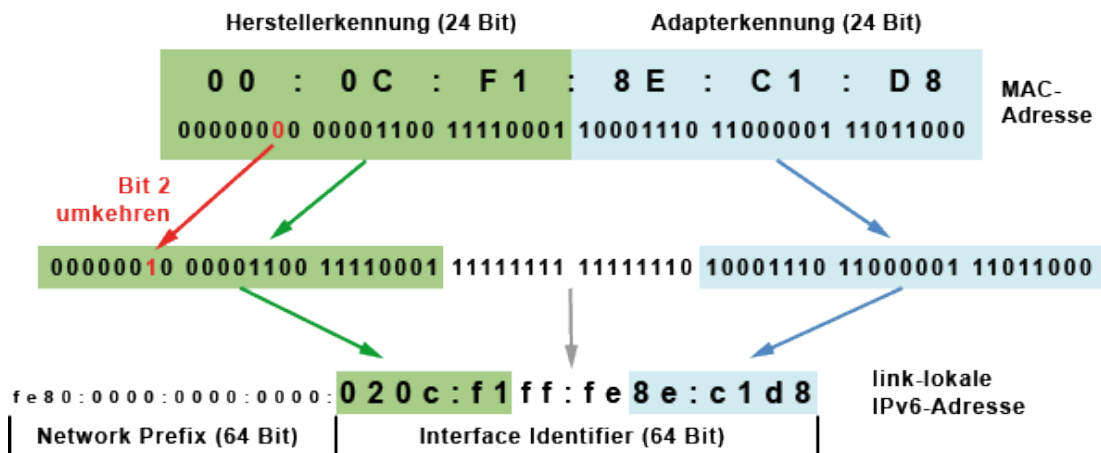 Herstellerkennung (24 Bit) Adapterkennung (24 Bit)
00 : 0C : F1 : 8E : C1 : D8
MAC-
Adresse
00000000 00001100 11110001 10001110 11000001 11011000
Bit 2
umkehren
00000010 00001100 11110001 11111111 11111110 10001110 11000001 11011000
fe80:0000:0000:0000:020c:f1ff:fe8e:c1d8
link-lokale
IPv6-Adresse
Network Prefix (64 Bit) Interface Identifier (64 Bit)